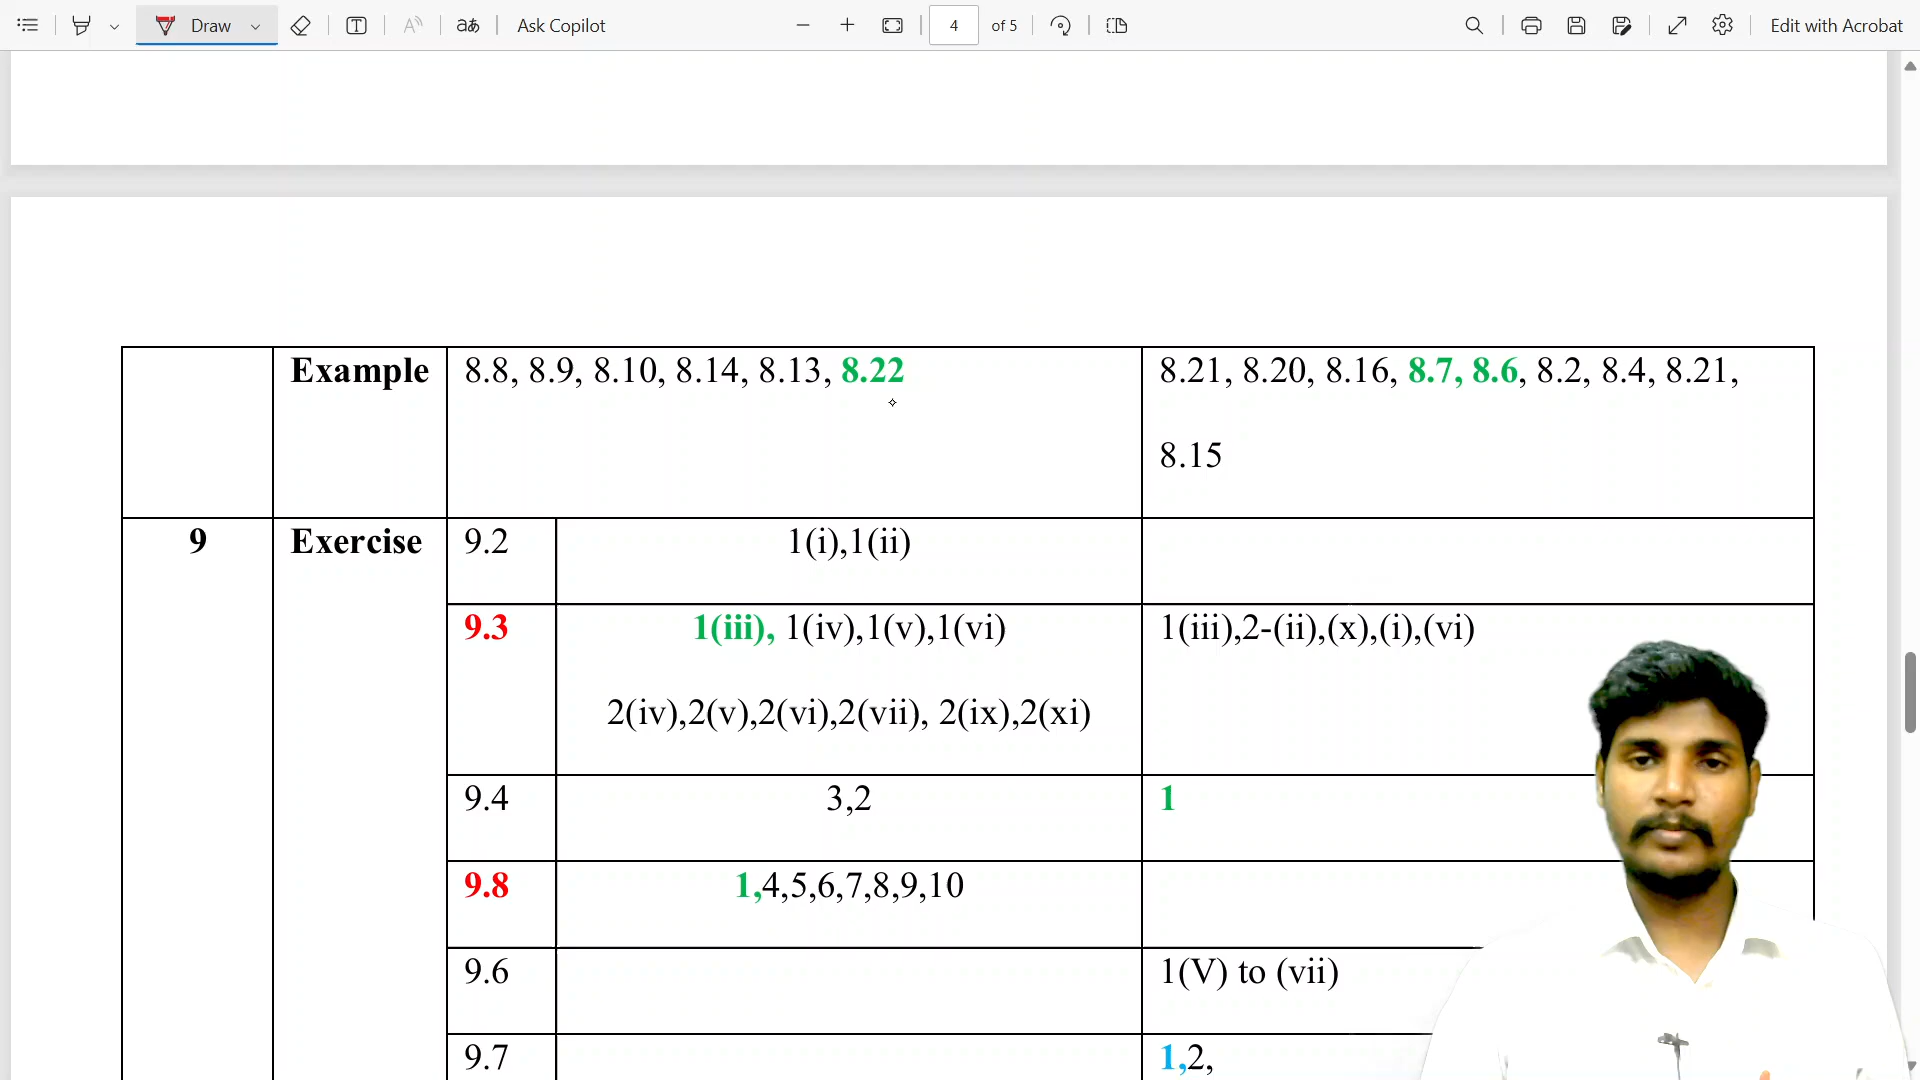 Draw
Ask Copilot
4
of 5
Edit with Acrobat
Example
8.8, 8.9, 8.10, 8.14, 8.13, 8.22
8.21, 8.20, 8.16, 8.7, 8.6, 8.2, 8.4, 8.21,
8.15
9
Exercise
9.2
1(i),1(ii)
9.3
1(iii), 1(iv),1(v),1(vi)
2(iv),2(v),2(vi),2(vii), 2(ix),2(xi)
1(iii),2-(ii),(x),(i),(vi)
9.4
3,2
1
9.8
1,4,5,6,7,8,9,10
9.6
1(V) to (vii)
9.7
1,2,